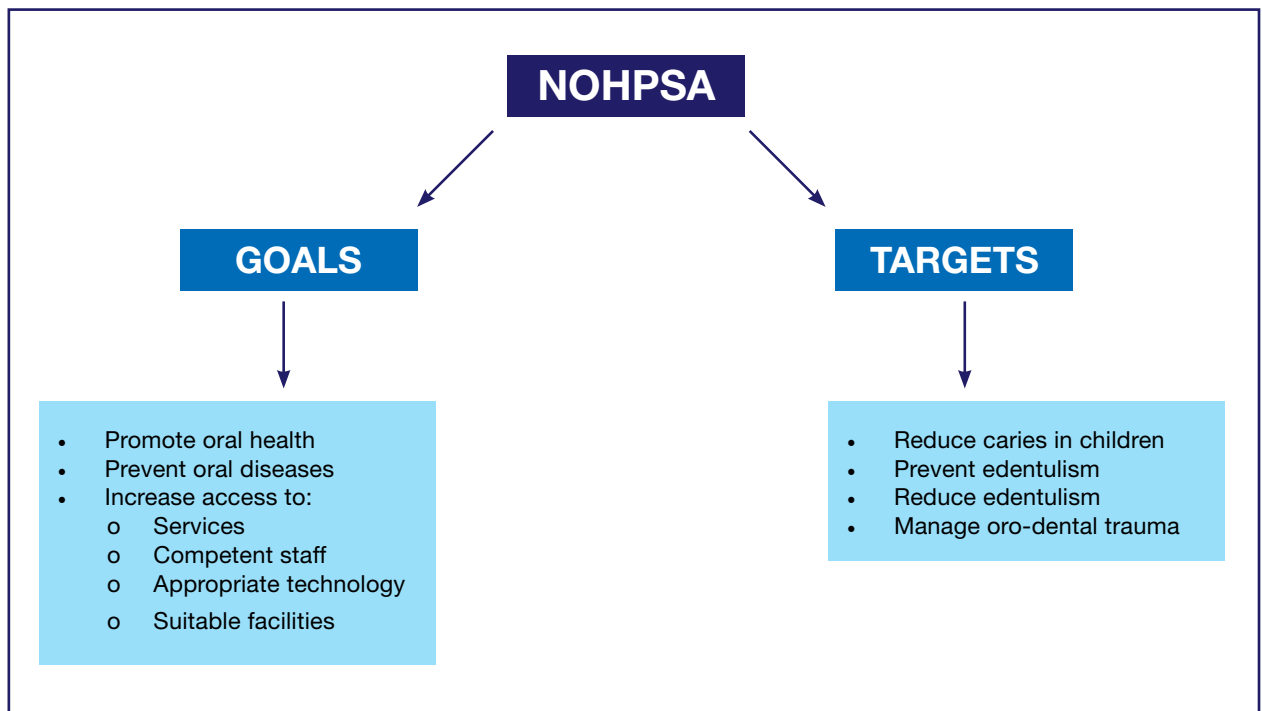 NOHPSA
GOALS
TARGETS
• Promote oral health
• Prevent oral diseases
• Increase access to:
o Services
o Competent staff
o Appropriate technology
o Suitable facilities
• Reduce caries in children
• Prevent edentulism
• Reduce edentulism
• Manage oro-dental trauma